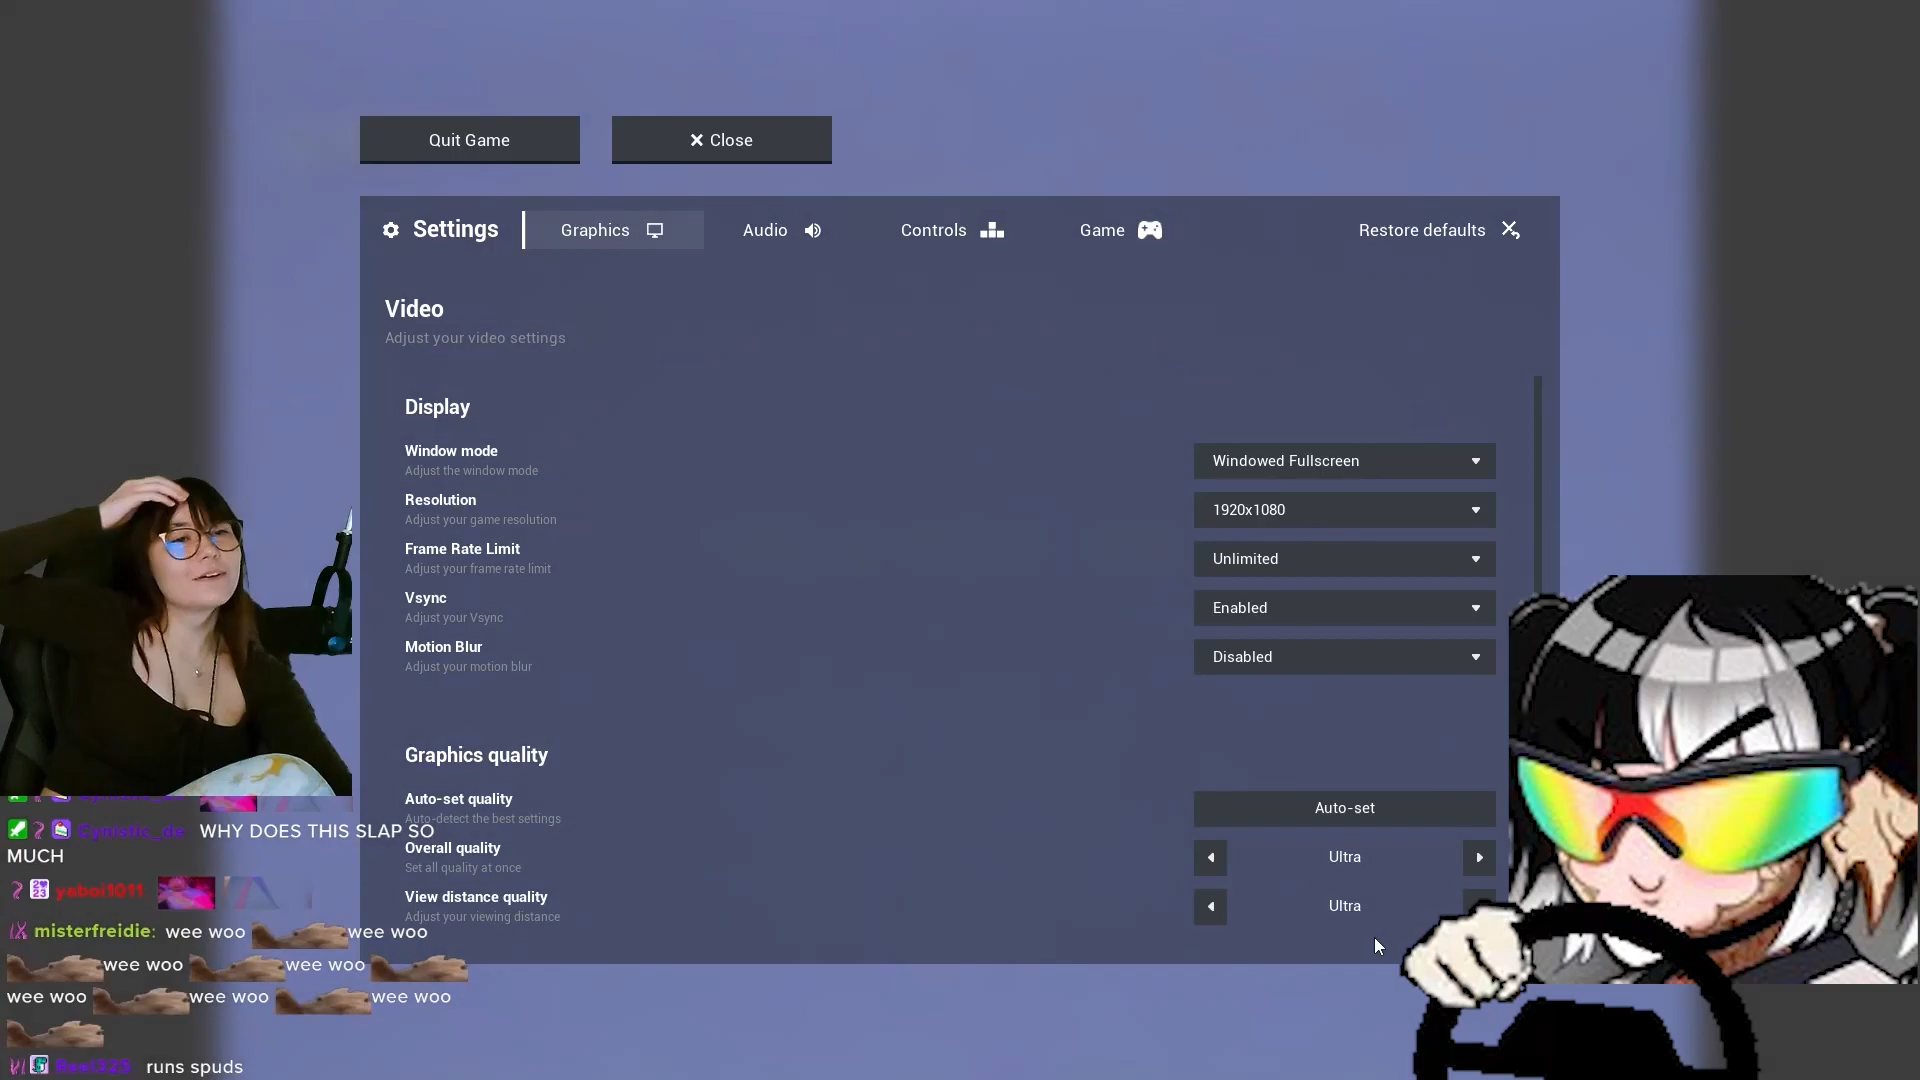 Quit Game
Close
Settings
Graphics
Audio
Controls
Game
Restore defaults
Video
Adjust your video settings
Display
Window mode
Adjust the window mode
Windowed Fullscreen
Resolution
Adjust your game resolution
1920x1080
Frame Rate Limit
Adjust your frame rate limit
Unlimited
Vsync
Adjust your Vsync
Enabled
Motion Blur
Adjust your motion blur
Disabled
Graphics quality
Auto-set quality
Auto-detect the best settings
Auto-set
Overall quality
Set all quality at once
Ultra
View distance quality
Adjust your viewing distance
Ultra
Cynistic_de WHY DOES THIS SLAP SO
MUCH
yaboi1011
misterfreidie: wee woo wee woo
wee woo wee woo
wee woo wee woo wee woo
runs spuds